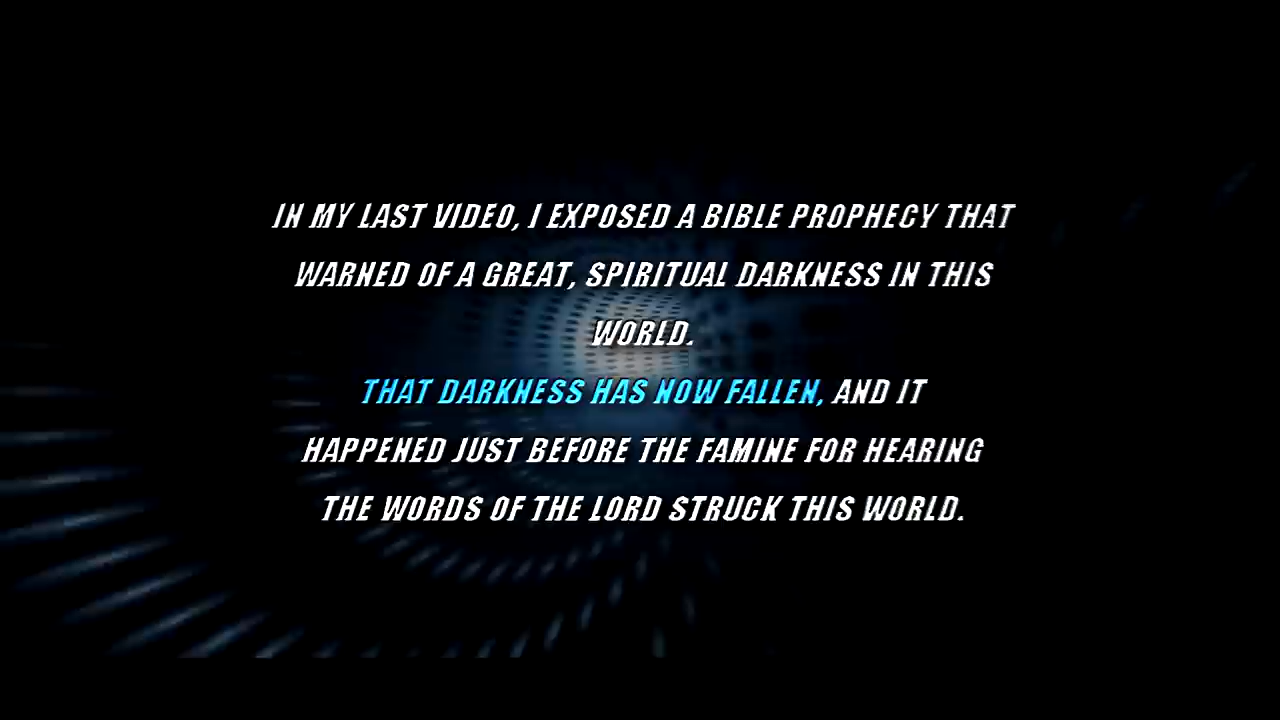 IN MY LAST VIDEO, I EXPOSED A BIBLE PROPHECY THAT
WARNED OF A GREAT, SPIRITUAL DARKNESS IN THIS
WORLD.
THAT DARKNESS HAS NOW FALLEN, AND IT
HAPPENED JUST BEFORE THE FAMINE FOR HEARING
THE WORDS OF THE LORD STRUCK THIS WORLD.